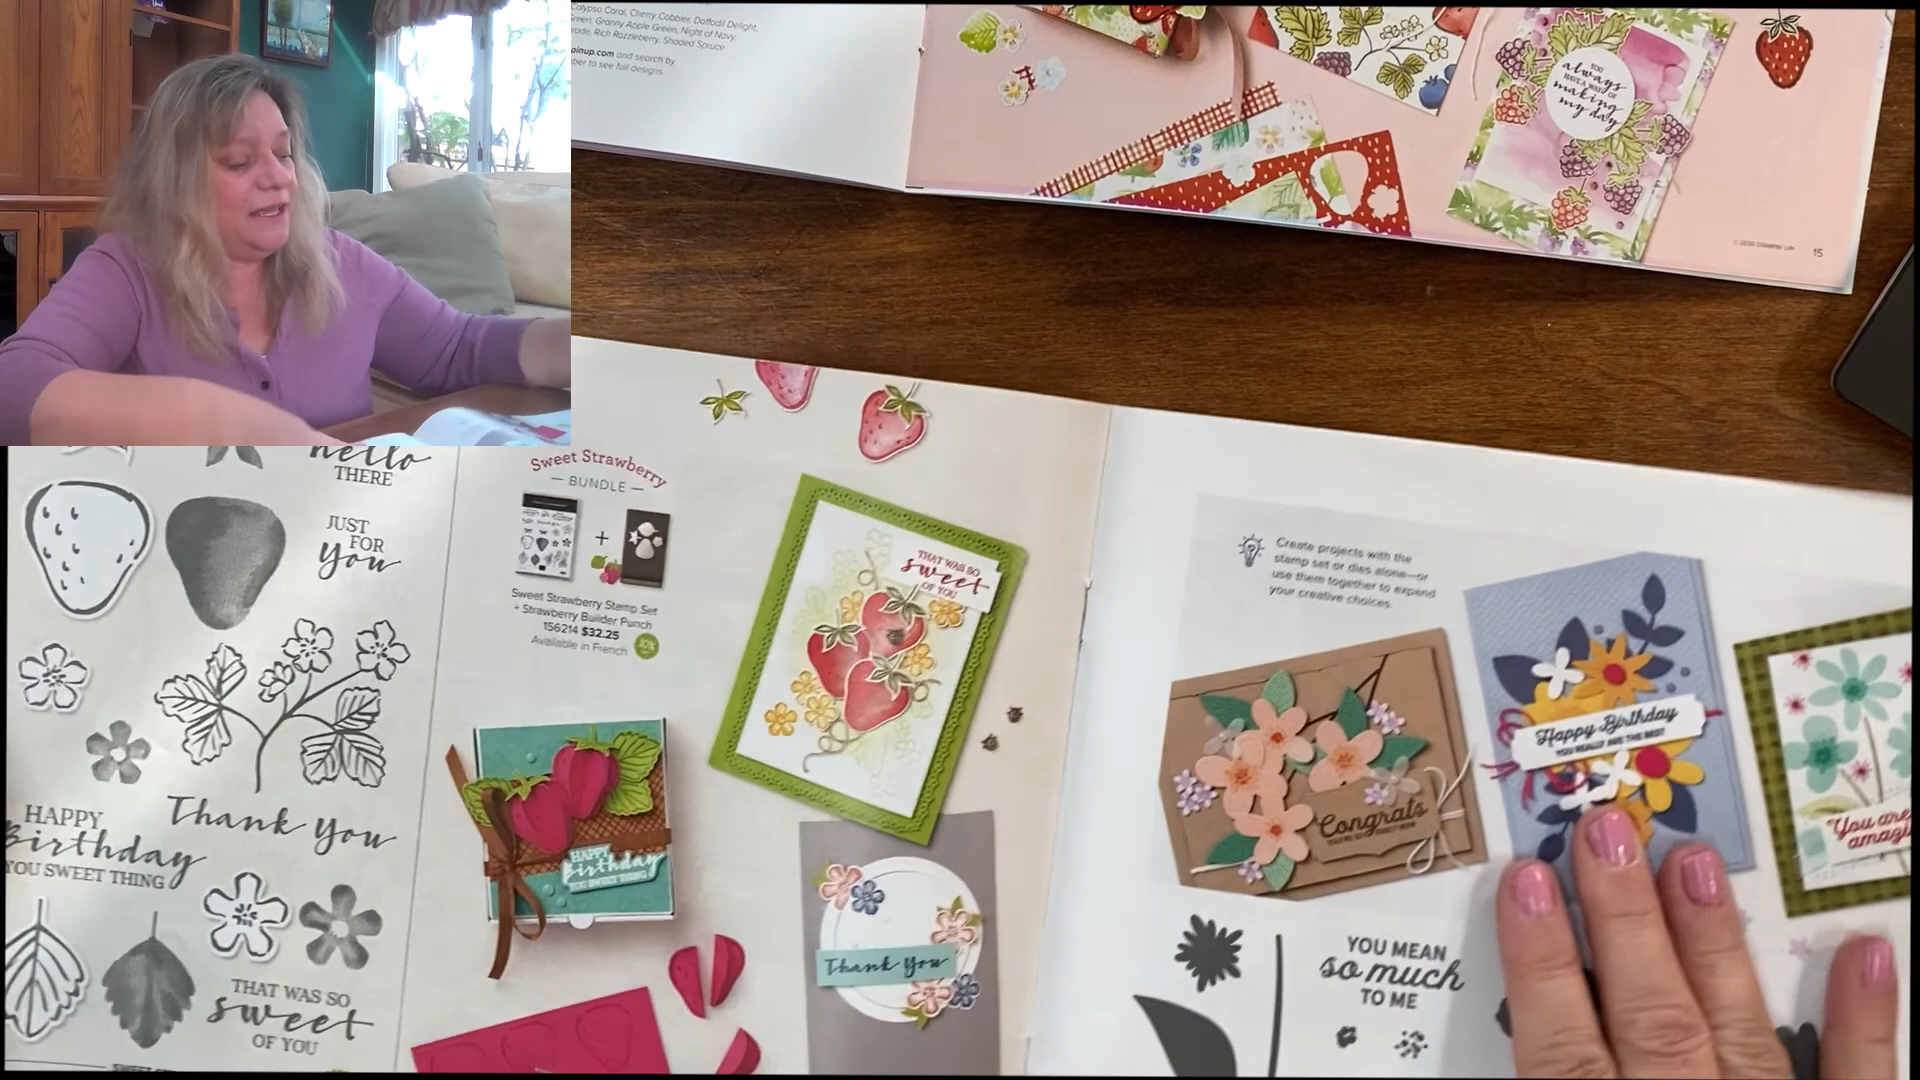 Calypso Coral, Cherry Cobbler, Daffodil Delight,
Green, Granny Apple Green, Night of Navy,
rade, Rich Razzleberry, Shaded Spruce
pinup.com and search by
ber to see full designs.
YOU
always
HAVE A WAY OF
making
my day
© 2020 STAMPIN' UP!
15
hello
THERE
JUST
FOR
you
HAPPY
Birthday
YOU SWEET THING
Thank You
THAT WAS SO
sweet
OF YOU
Sweet Strawberry
— BUNDLE —
+
Sweet Strawberry Stamp Set
+ Strawberry Builder Punch
156214 $32.25
Available in French
THAT WAS SO
sweet
OF YOU
HAPPY
Birthday
YOU SWEET THING
Thank You
Create projects with the
stamp set or dies alone—or
use them together to expand
your creative choices.
Congrats
Happy Birthday
YOU REALLY ARE THE BEST
You are
amazi
YOU MEAN
so much
TO ME